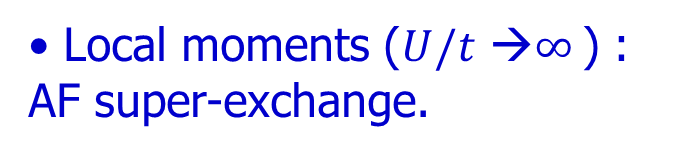 • Local moments (U/t →∞ ) :
AF super-exchange.